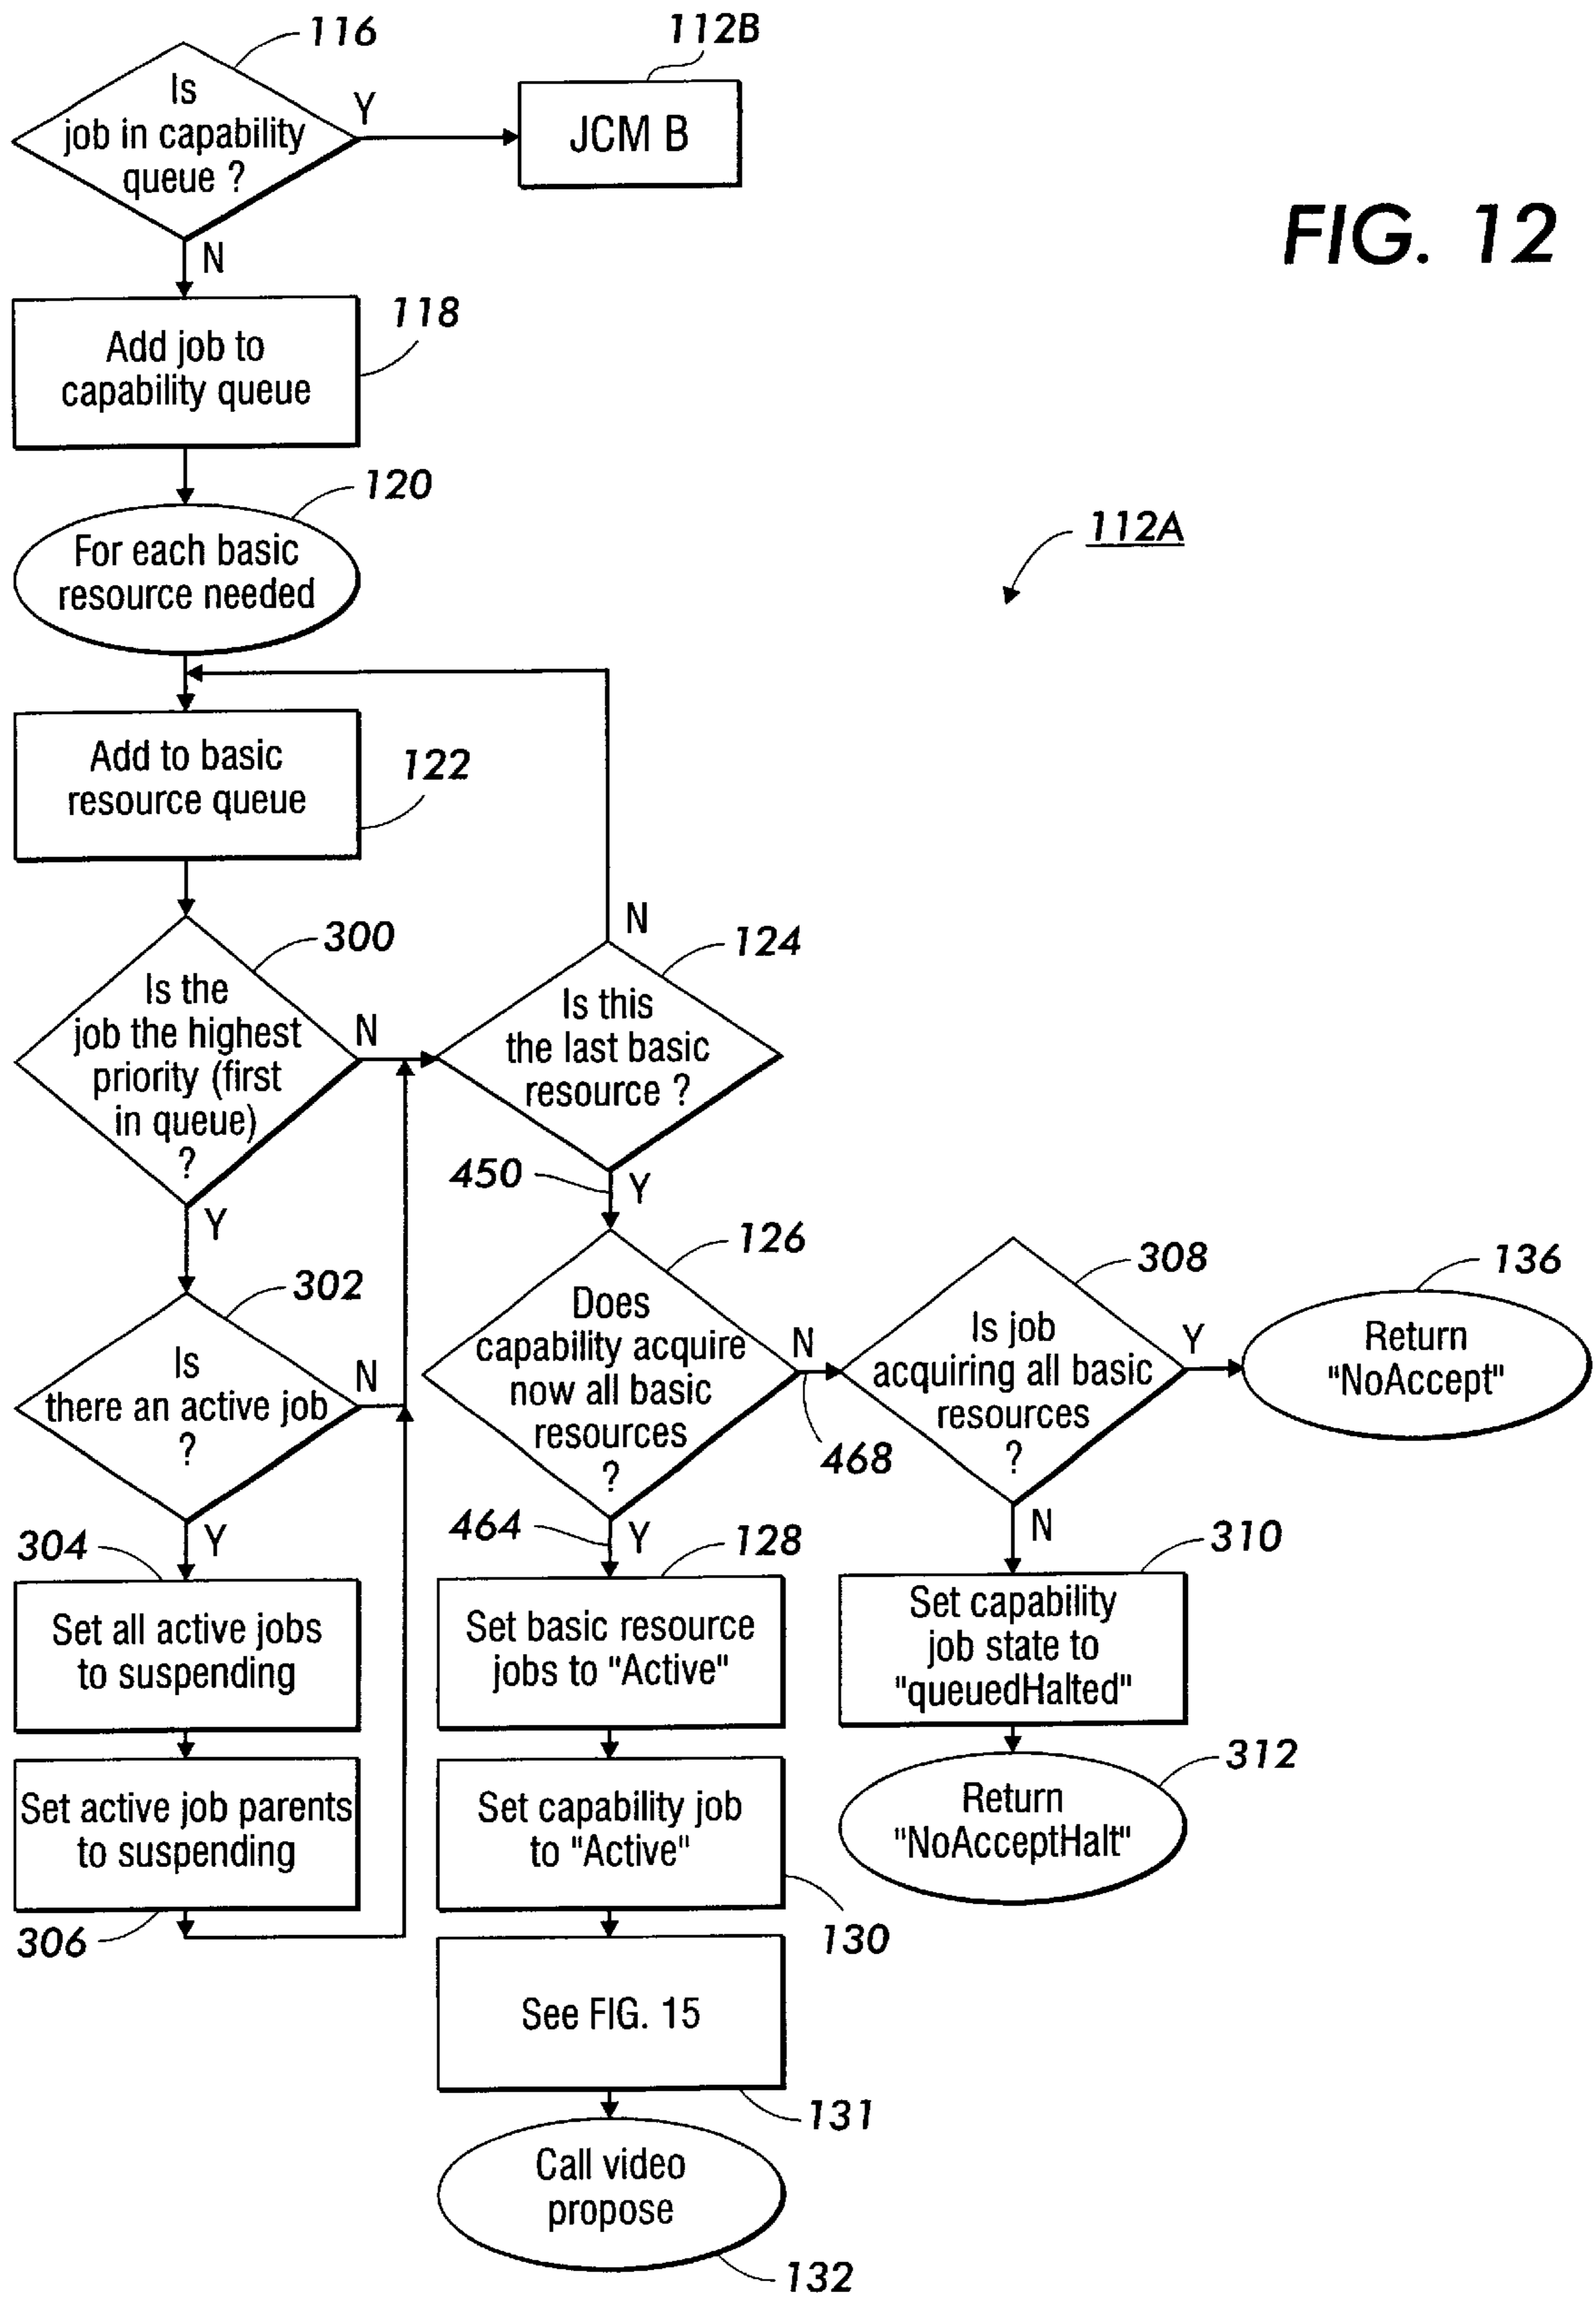 116
112B
Is
job in capability
queue ?
Y
JCM B
FIG. 12
N
118
Add job to
capability queue
120
For each basic
resource needed
112A
Add to basic
resource queue
122
300
Is the
job the highest
priority (first
in queue)
?
N
Y
N
124
Is this
the last basic
resource ?
450
Y
302
Is
there an active job
?
N
Y
126
Does
capability acquire
now all basic
resources
?
N
468
464
Y
308
Is job
acquiring all basic
resources
?
Y
N
136
Return
"NoAccept"
304
Set all active jobs
to suspending
Set active job parents
to suspending
306
128
Set basic resource
jobs to "Active"
Set capability job
to "Active"
130
310
Set capability
job state to
"queuedHalted"
312
Return
"NoAcceptHalt"
See FIG. 15
131
Call video
propose
132